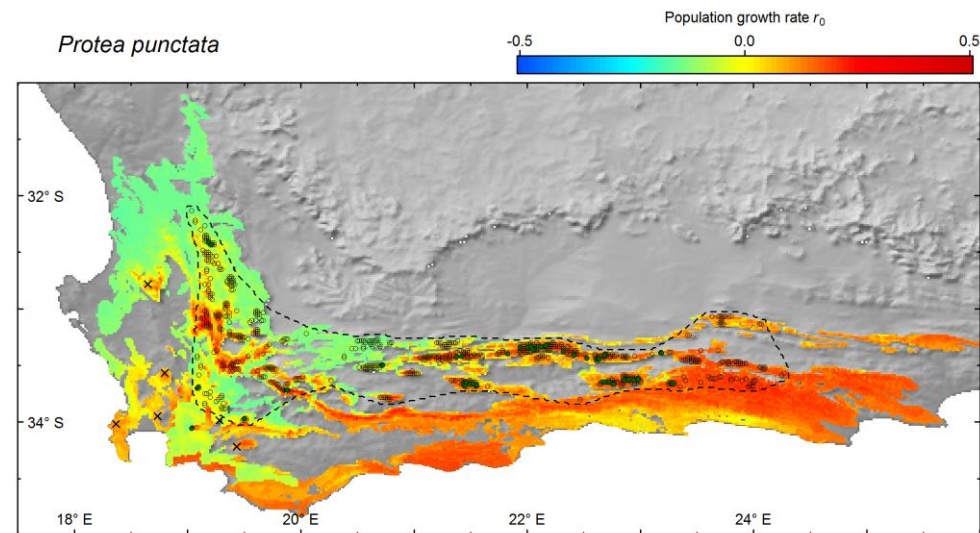 Population growth rate r0
Protea punctata
-0.5 0.0 0.5
32° S
34° S
18° E 20° E 22° E 24° E